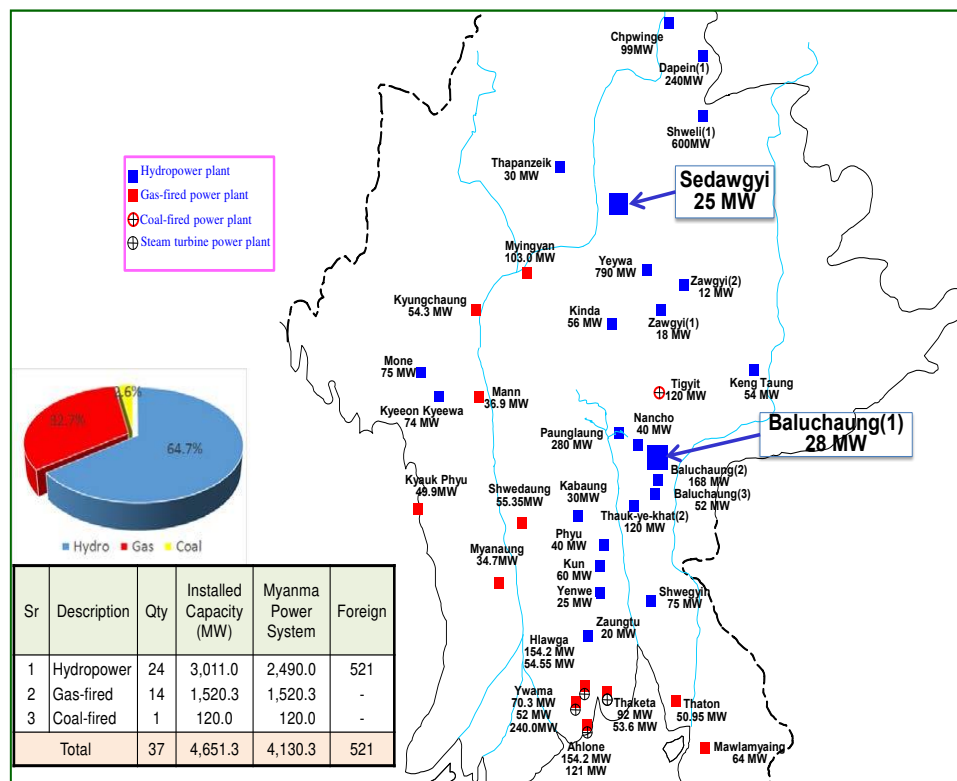 Chpwinge
99MW
Dapein(1)
240MW
Shweli(1)
600MW
Hydropower plant
Gas-fired power plant
Coal-fired power plant
Steam turbine power plant
Thapanzeik
30 MW
Sedawgyi
25 MW
Myingyan
103.0 MW
Yeywa
790 MW
Zawgyi(2)
12 MW
Kyungchaung
54.3 MW
Kinda
56 MW
Zawgyi(1)
18 MW
Mone
75 MW
Keng Taung
54 MW
Tigyit
120 MW
Mann
36.9 MW
Kyeeon Kyeewa
74 MW
Nancho
40 MW
Paunglaung
280 MW
Baluchaung(1)
28 MW
Baluchaung(2)
168 MW
Baluchaung(3)
52 MW
Kabaung
30MW
Thauk-ye-khat(2)
120 MW
Kyauk Phyu
49.9MW
Shwedaung
55.35MW
Phyu
40 MW
Myanaung
34.7MW
Kun
60 MW
Yenwe
25 MW
Shwegyin
75 MW
Zaungtu
20 MW
Hlawga
154.2 MW
54.55 MW
Ywama
70.3 MW
52 MW
240.0MW
Thaketa
92 MW
53.6 MW
Thaton
50.95 MW
Ahlone
154.2 MW
121 MW
Mawlamyaing
64 MW
2.6%
32.7%
64.7%
Hydro Gas Coal
Sr Description Qty Installed Capacity (MW) Myanma Power System Foreign
1 Hydropower 24 3,011.0 2,490.0 521
2 Gas-fired 14 1,520.3 1,520.3 -
3 Coal-fired 1 120.0 120.0 -
Total 37 4,651.3 4,130.3 521